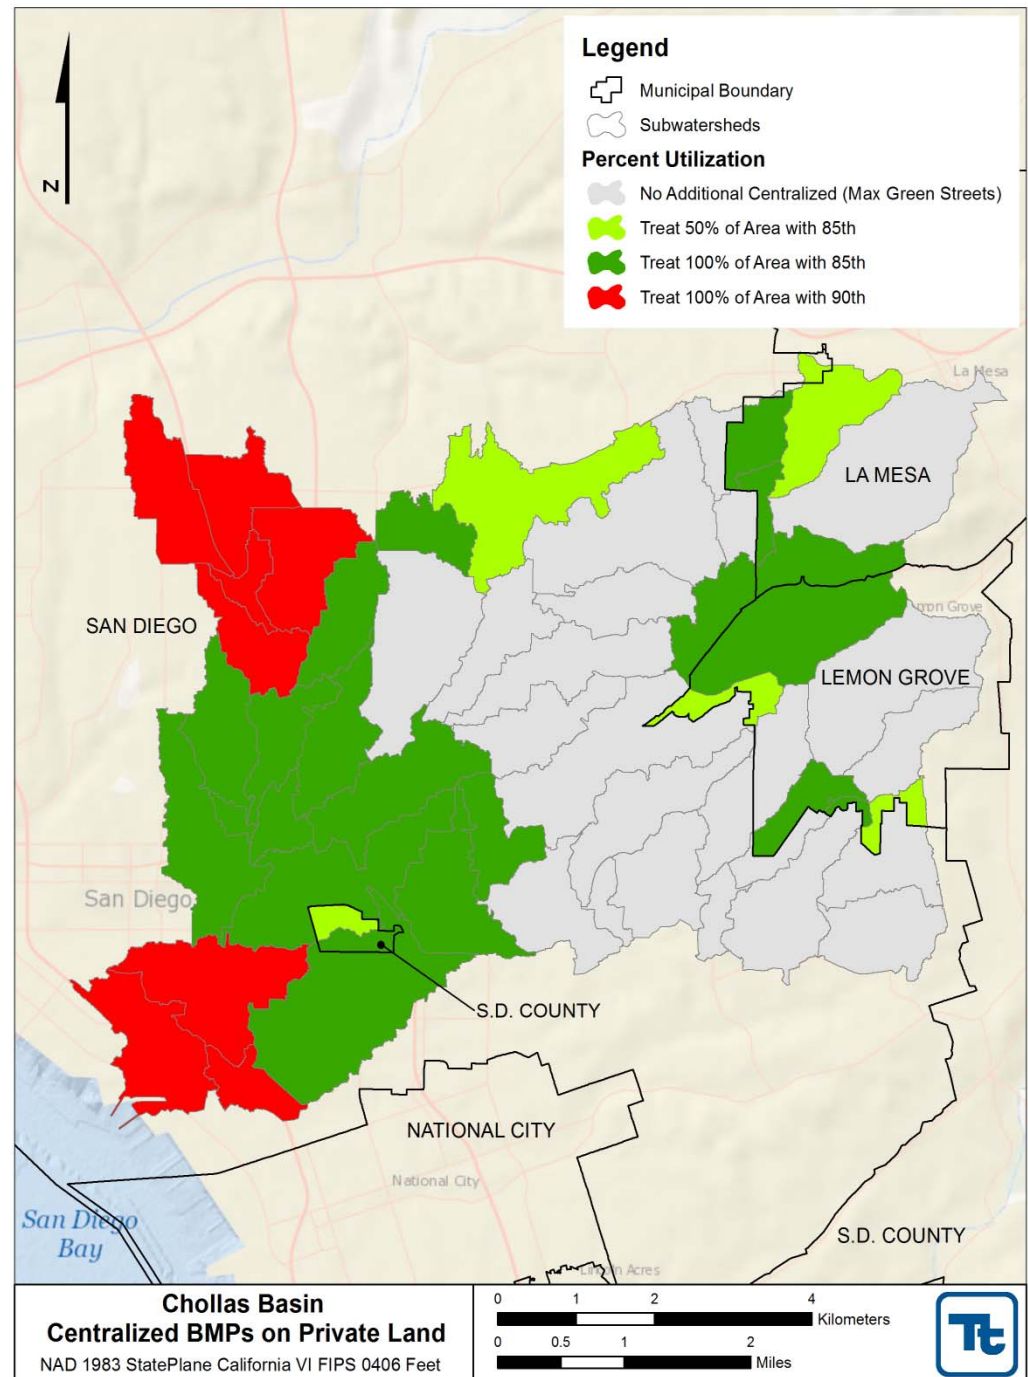 Legend
Municipal Boundary
Subwatersheds
Percent Utilization
No Additional Centralized (Max Green Streets)
Treat 50% of Area with 85th
Treat 100% of Area with 85th
Treat 100% of Area with 90th
N
La Mesa
LA MESA
SAN DIEGO
Lemon Grove
LEMON GROVE
San Diego
S.D. COUNTY
NATIONAL CITY
National City
San Diego
Bay
S.D. COUNTY
Lincoln Acres
Chollas Basin
Centralized BMPs on Private Land
NAD 1983 StatePlane California VI FIPS 0406 Feet
0 1 2 4
Kilometers
0 0.5 1 2
Miles
Tt